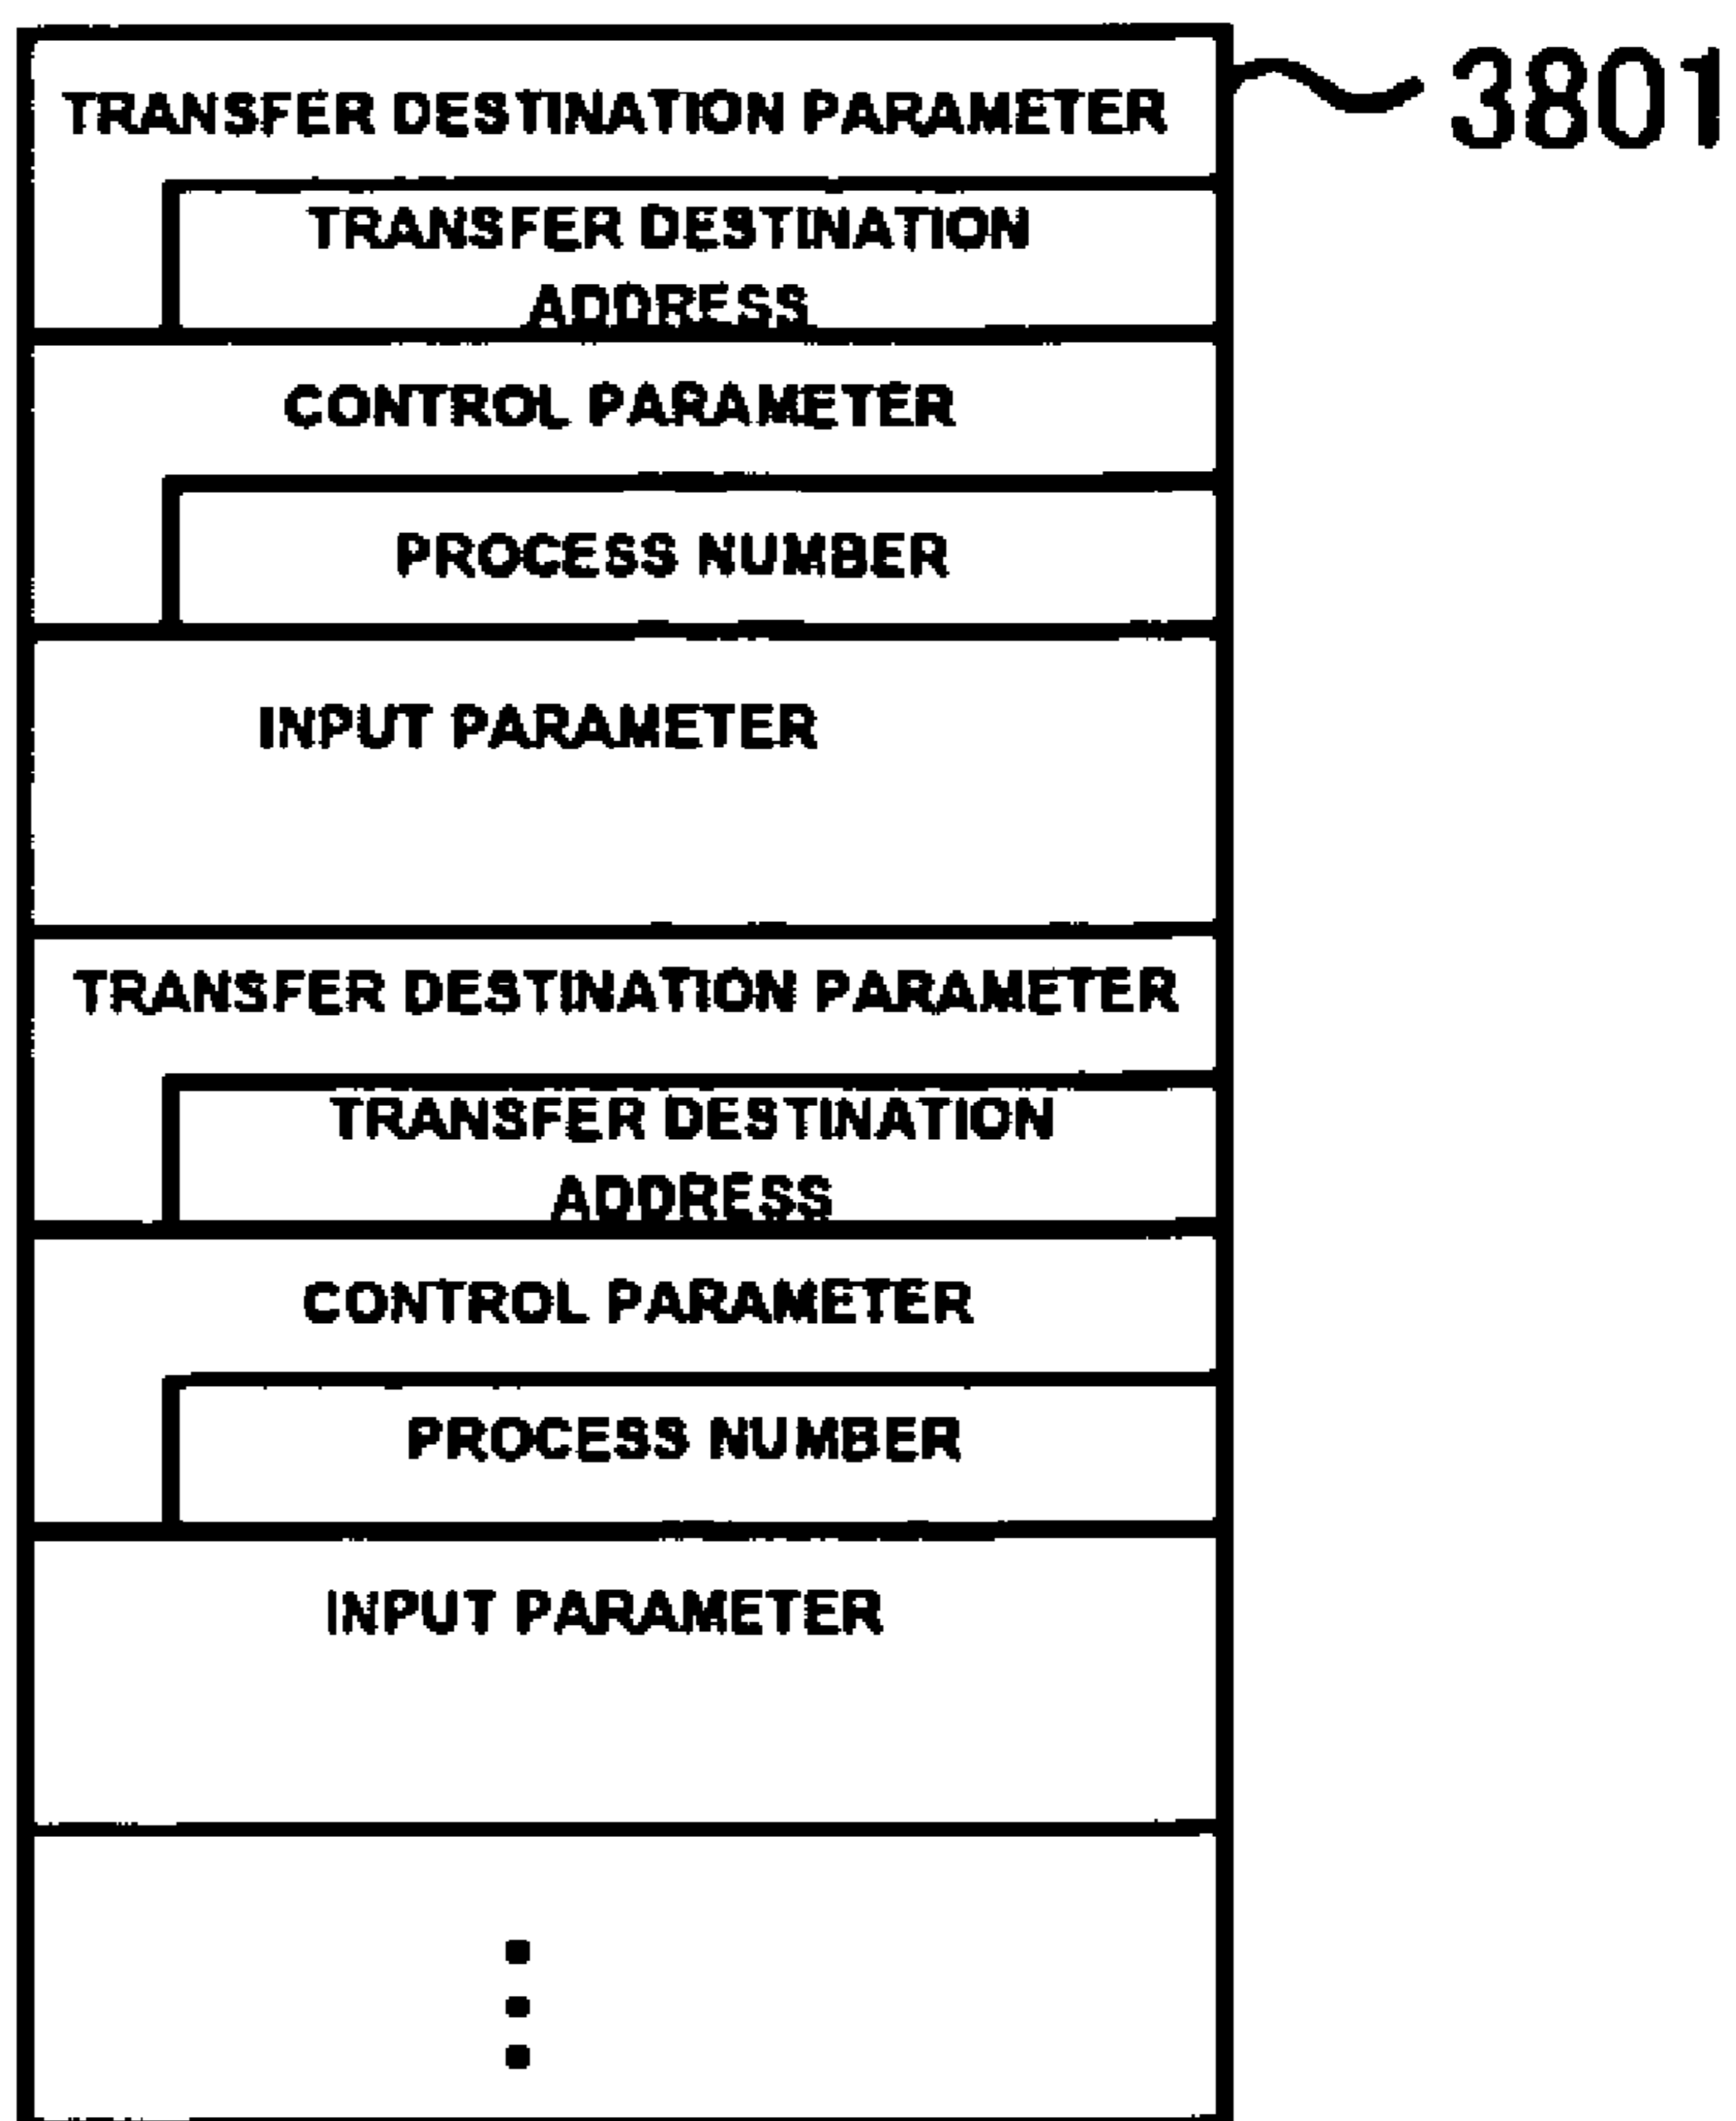 TRANSFER DESTINATION PARAMETER
3801
TRANSFER DESTINATION
ADDRESS
CONTROL PARAMETER
PROCESS NUMBER
INPUT PARAMETER
TRANSFER DESTINATION PARAMETER
TRANSFER DESTINATION
ADDRESS
CONTROL PARAMETER
PROCESS NUMBER
INPUT PARAMETER